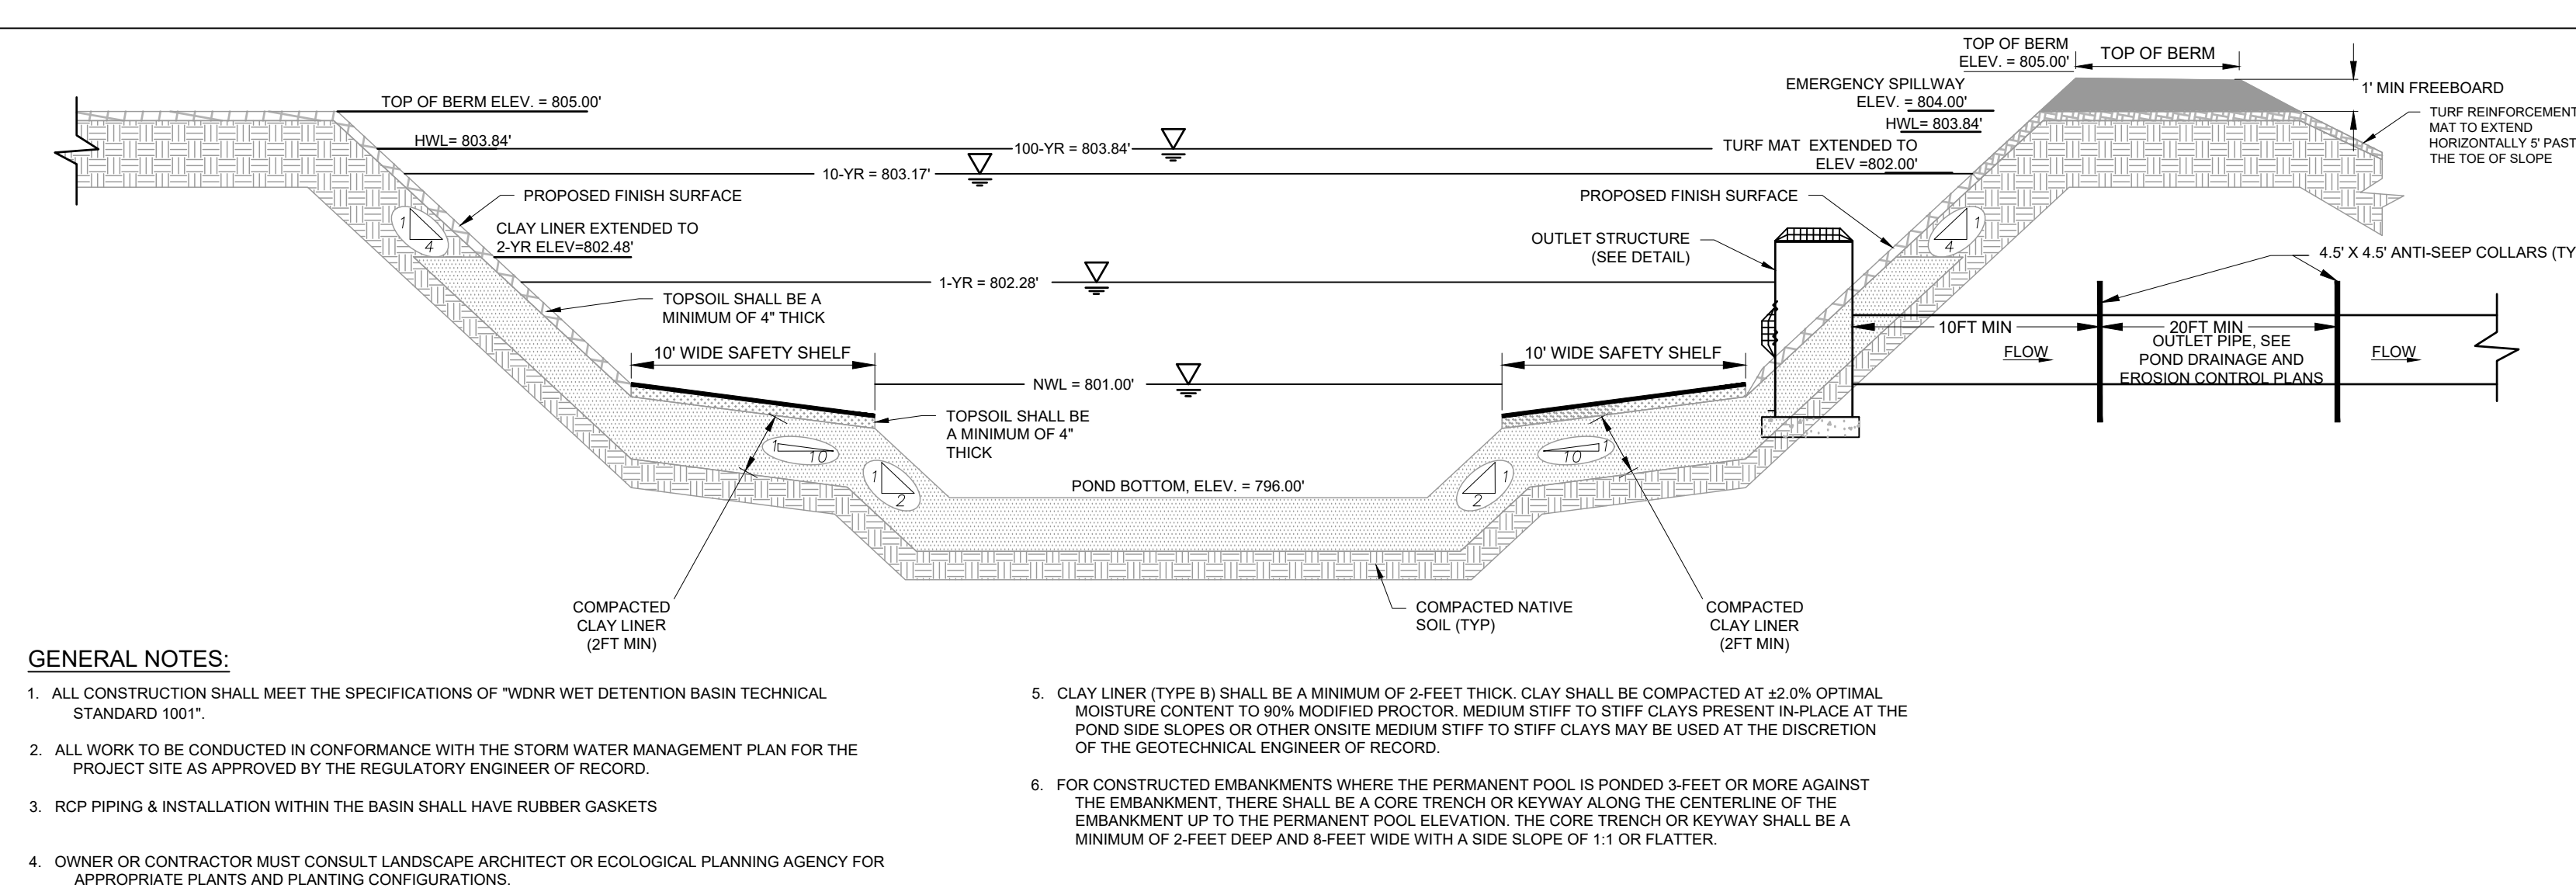 TOP OF BERM ELEV. = 805.00'
HWL= 803.84'
100-YR = 803.84'
10-YR = 803.17'
PROPOSED FINISH SURFACE
CLAY LINER EXTENDED TO
2-YR ELEV=802.48'
1
4
1-YR = 802.28'
TOPSOIL SHALL BE A
MINIMUM OF 4" THICK
10' WIDE SAFETY SHELF
NWL = 801.00'
TOPSOIL SHALL BE
A MINIMUM OF 4"
THICK
1
10
1
2
POND BOTTOM, ELEV. = 796.00'
COMPACTED
CLAY LINER
(2FT MIN)
TOP OF BERM
ELEV. = 805.00'
TOP OF BERM
EMERGENCY SPILLWAY
ELEV. = 804.00'
HWL= 803.84'
TURF MAT EXTENDED TO
ELEV =802.00'
1' MIN FREEBOARD
TURF REINFORCEMENT
MAT TO EXTEND
HORIZONTALLY 5' PAST
THE TOE OF SLOPE
PROPOSED FINISH SURFACE
1
4
OUTLET STRUCTURE
(SEE DETAIL)
4.5' X 4.5' ANTI-SEEP COLLARS (TY
10' WIDE SAFETY SHELF
10FT MIN
20FT MIN
FLOW
OUTLET PIPE, SEE
POND DRAINAGE AND
EROSION CONTROL PLANS
FLOW
1
10
1
2
COMPACTED NATIVE
SOIL (TYP)
COMPACTED
CLAY LINER
(2FT MIN)
GENERAL NOTES:
1. ALL CONSTRUCTION SHALL MEET THE SPECIFICATIONS OF "WDNR WET DETENTION BASIN TECHNICAL
STANDARD 1001".
2. ALL WORK TO BE CONDUCTED IN CONFORMANCE WITH THE STORM WATER MANAGEMENT PLAN FOR THE
PROJECT SITE AS APPROVED BY THE REGULATORY ENGINEER OF RECORD.
3. RCP PIPING & INSTALLATION WITHIN THE BASIN SHALL HAVE RUBBER GASKETS
4. OWNER OR CONTRACTOR MUST CONSULT LANDSCAPE ARCHITECT OR ECOLOGICAL PLANNING AGENCY FOR
APPROPRIATE PLANTS AND PLANTING CONFIGURATIONS.
5. CLAY LINER (TYPE B) SHALL BE A MINIMUM OF 2-FEET THICK. CLAY SHALL BE COMPACTED AT ±2.0% OPTIMAL
MOISTURE CONTENT TO 90% MODIFIED PROCTOR. MEDIUM STIFF TO STIFF CLAYS PRESENT IN-PLACE AT THE
POND SIDE SLOPES OR OTHER ONSITE MEDIUM STIFF TO STIFF CLAYS MAY BE USED AT THE DISCRETION
OF THE GEOTECHNICAL ENGINEER OF RECORD.
6. FOR CONSTRUCTED EMBANKMENTS WHERE THE PERMANENT POOL IS PONDED 3-FEET OR MORE AGAINST
THE EMBANKMENT, THERE SHALL BE A CORE TRENCH OR KEYWAY ALONG THE CENTERLINE OF THE
EMBANKMENT UP TO THE PERMANENT POOL ELEVATION. THE CORE TRENCH OR KEYWAY SHALL BE A
MINIMUM OF 2-FEET DEEP AND 8-FEET WIDE WITH A SIDE SLOPE OF 1:1 OR FLATTER.